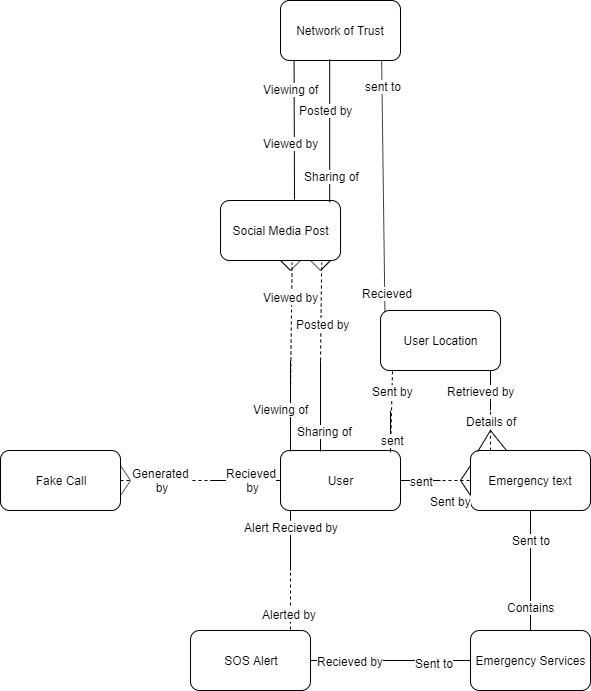 Network of Trust
Viewing of
sent to
Posted by
Viewed by
Sharing of
Social Media Post
Recieved
Viewed by
Posted by
User Location
Sent by
Retrieved by
Viewing of
Details of
Sharing of
sent
Fake Call
Generated
by
Recieved
by
User
sent
Emergency text
Sent by
Alert Recieved by
Sent to
Contains
Alerted by
SOS Alert
Recieved by
Sent to
Emergency Services